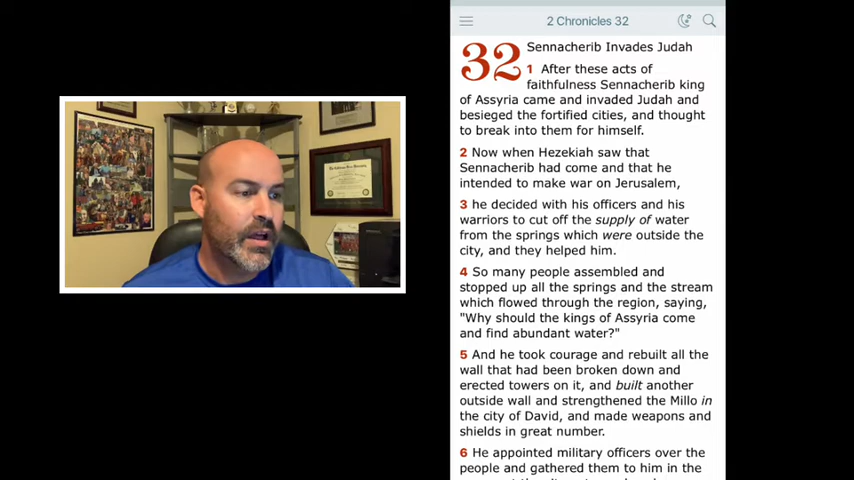 2 Chronicles 32
32
Sennacherib Invades Judah
1 After these acts of
faithfulness Sennacherib king
of Assyria came and invaded Judah and
besieged the fortified cities, and thought
to break into them for himself.
2 Now when Hezekiah saw that
Sennacherib had come and that he
intended to make war on Jerusalem,
3 he decided with his officers and his
warriors to cut off the supply of water
from the springs which were outside the
city, and they helped him.
4 So many people assembled and
stopped up all the springs and the stream
which flowed through the region, saying,
"Why should the kings of Assyria come
and find abundant water?"
5 And he took courage and rebuilt all the
wall that had been broken down and
erected towers on it, and built another
outside wall and strengthened the Millo in
the city of David, and made weapons and
shields in great number.
6 He appointed military officers over the
people and gathered them to him in the